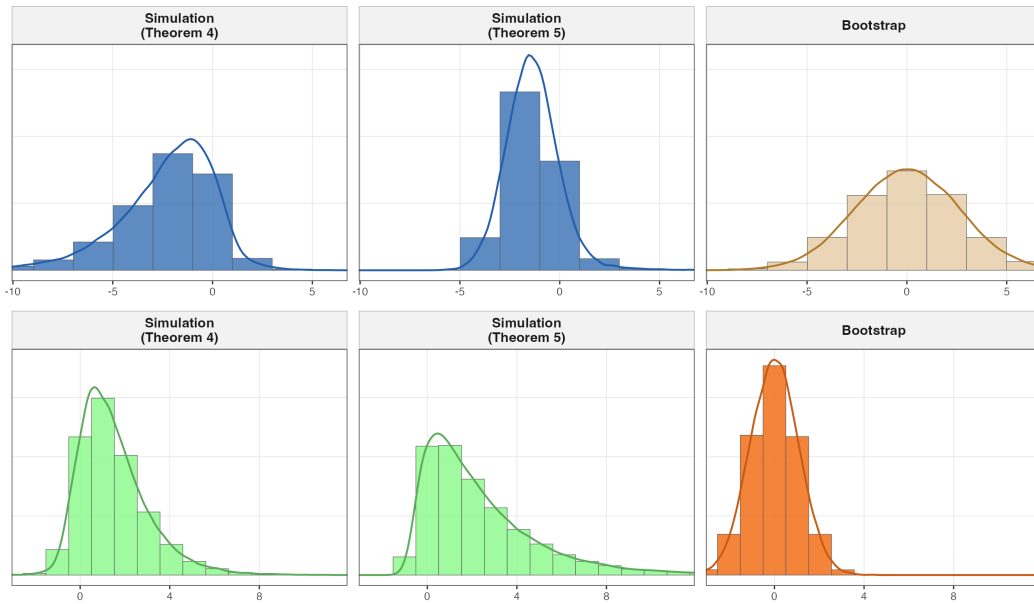 Simulation
(Theorem 4)
Simulation
(Theorem 5)
Bootstrap
-10 -5 0 5
-10 -5 0 5
-10 -5 0 5
Simulation
(Theorem 4)
Simulation
(Theorem 5)
Bootstrap
0 4 8
0 4 8
0 4 8